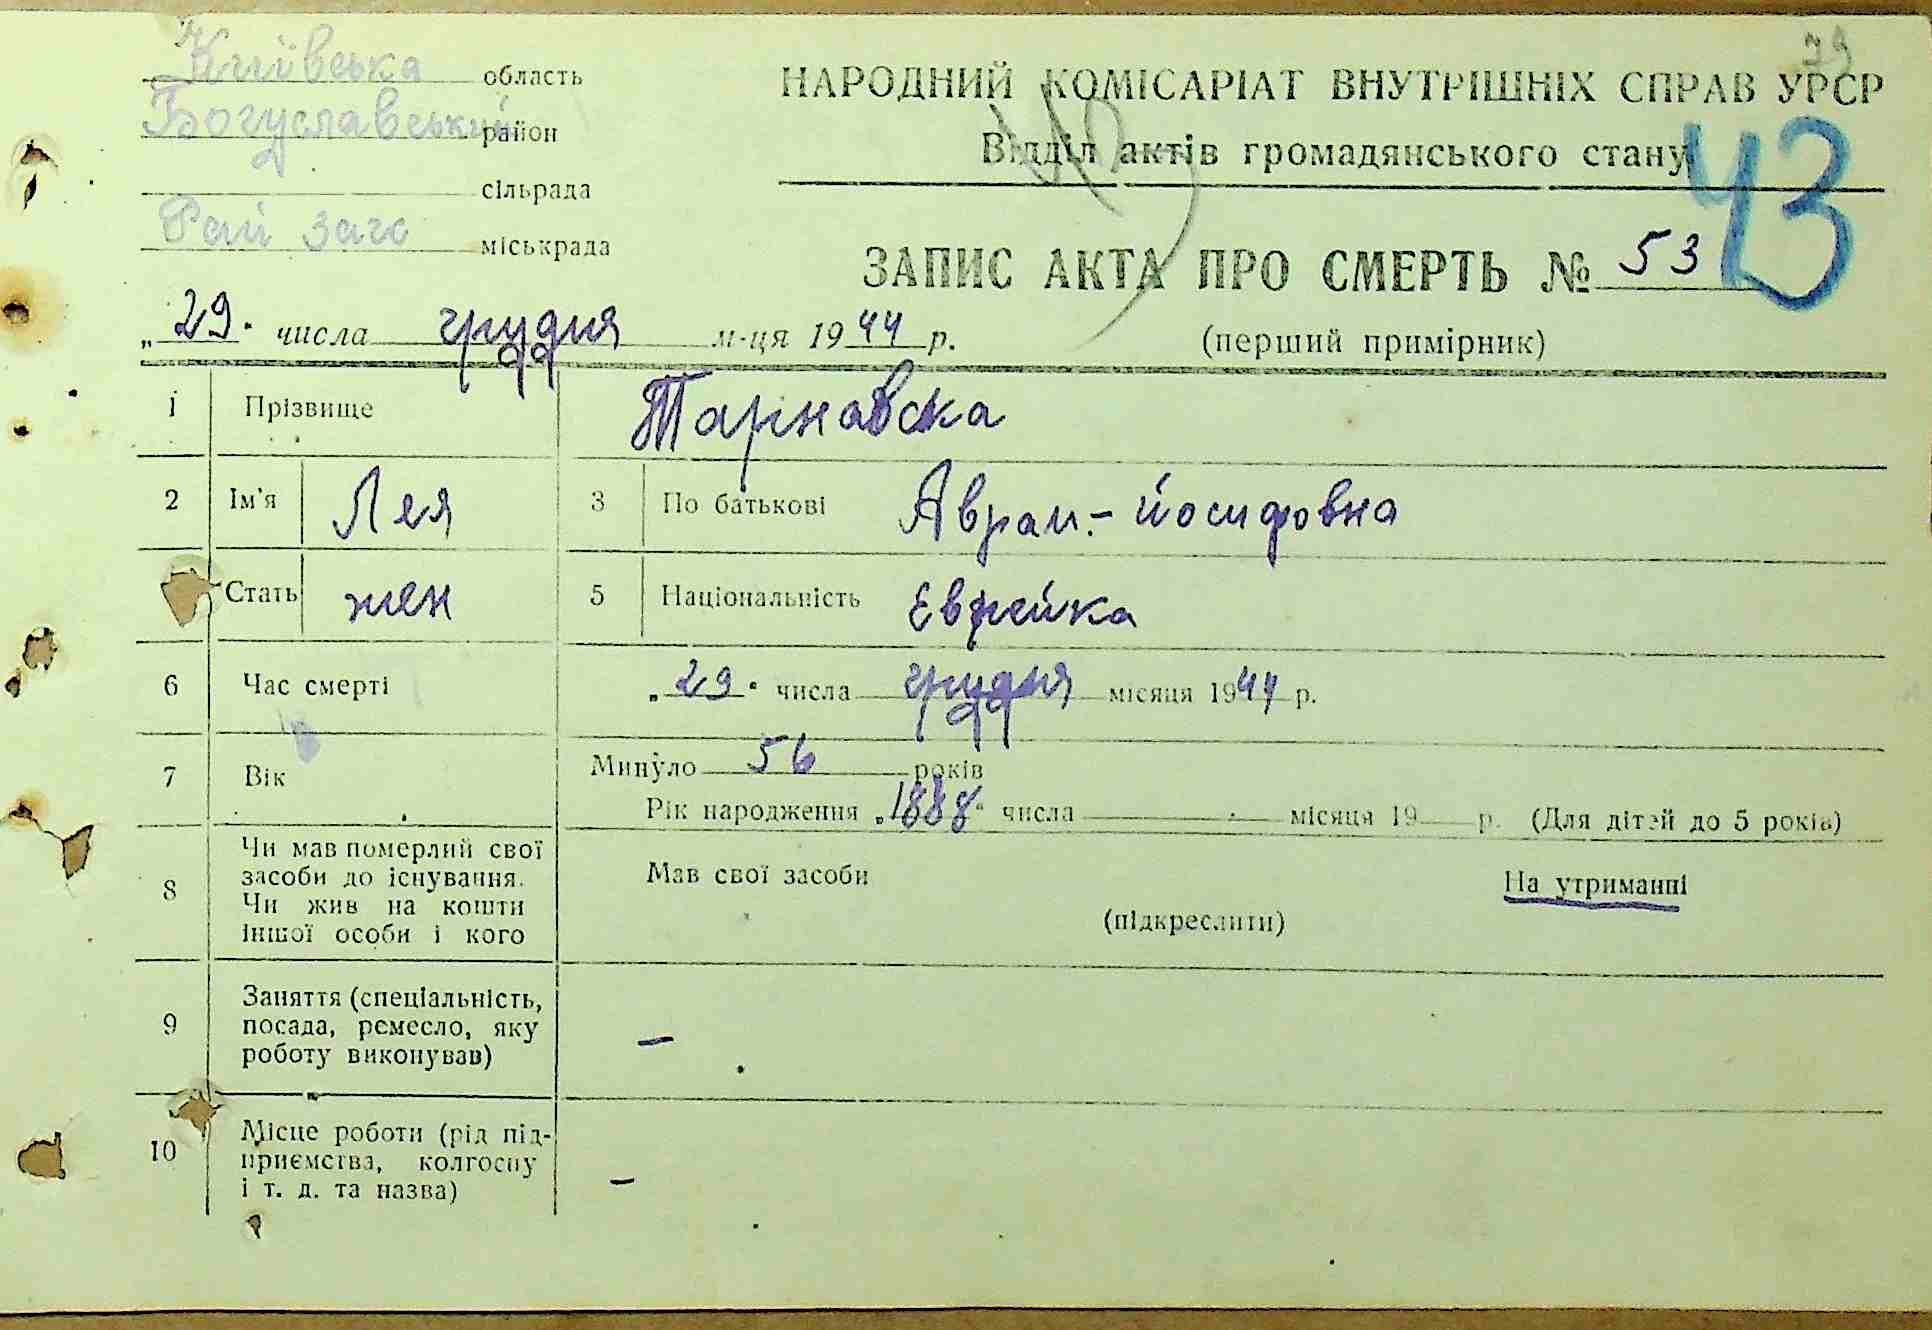 79
Київська область
Богуславський район
сільрада
Рай загс міськрада
НАРОДНИЙ КОМІСАРІАТ ВНУТРІШНІХ СПРАВ УРСР
Відділ актів громадянського стану
43
ЗАПИС АКТА ПРО СМЕРТЬ № 53
„29“ числа грудня м-ця 1944 р.
(перший примірник)
1 Прізвище Тарнавска
2 Ім'я Лея 3 По батькові Аврам.-Йосифовна
Стать жен 5 Національність Еврейка
6 Час смерті „29“ числа грудня місяця 1944 р.
7 Вік Минуло 56 років
Рік народження „1888“ числа місяця 19 р. (Для дітей до 5 років)
8 Чи мав померлий свої
засоби до існування.
Чи жив на кошти
іншої особи і кого
Мав свої засоби На утриманні
(підкреслити)
9 Заняття (спеціальність,
посада, ремесло, яку
роботу виконував)
–
10 Місце роботи (рід під-
приємства, колгоспу
і т. д. та назва)
–